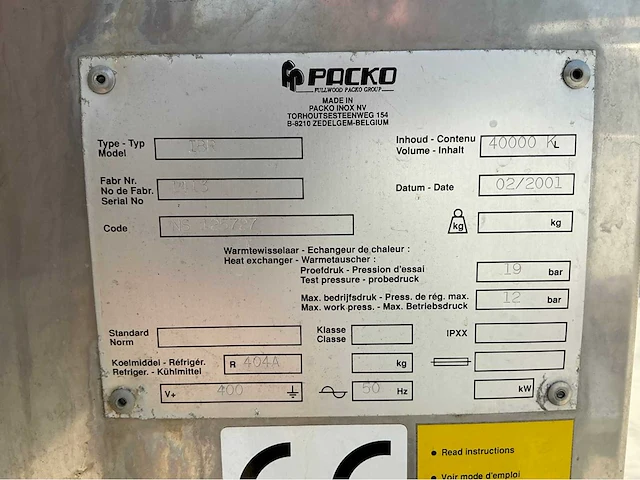 PACKO
FULLWOOD PACKO GROUP
MADE IN
PACKO INOX NV
TORHOUTSESTEENWEG 154
B-8210 ZEDELGEM-BELGIUM
Type - Typ
Model
Inhoud - Contenu
Volume - Inhalt
40000 L
Fabr Nr.
No de Fabr.
Serial No
Datum - Date
02/2001
Code
kg
kg
Warmtewisselaar - Echangeur de chaleur :
Heat exchanger - Warmetauscher :
Proefdruk - Pression d'essai
Test pressure - probedruck
19 bar
Max. bedrijfsdruk - Press. de rég. max.
Max. work press. - Max. Betriebsdruck
12 bar
Standard
Norm
Klasse
Classe
IPXX
Koelmiddel - Réfrigér.
Refriger. - Kühlmittel
R 404A
kg
V~ 400
50 Hz
kW
CE
Read instructions
Voir mode d'emploi